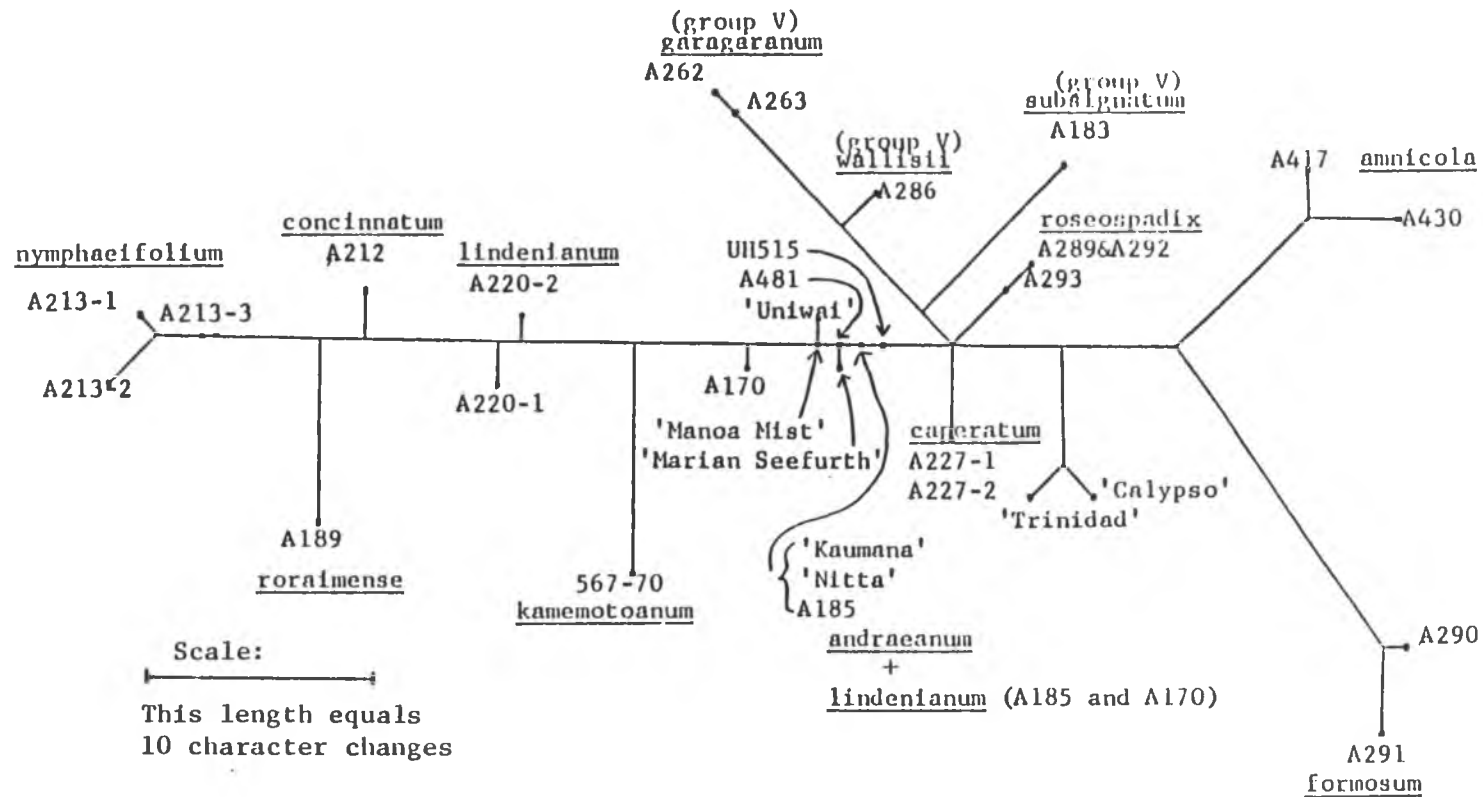 (group V)
garagaranum
A262
A263
(group V)
subsignatum
A183
(group V)
wallisii
A286
A417
amnicola
A430
roseospadix
A289&A292
A293
concinnatum
A212
lindenianum
A220-2
nymphaeifolium
A213-1
A213-3
A213-2
UH515
A481
'Uniwai'
A220-1
A170
'Manoa Mist'
'Marian Seefurth'
caperatum
A227-1
A227-2
'Calypso'
'Trinidad'
A189
roraimense
567-70
kamemotoanum
'Kaumana'
'Nitta'
A185
andraeanum
+
lindenianum (A185 and A170)
A290
A291
formosum
Scale:
This length equals
10 character changes